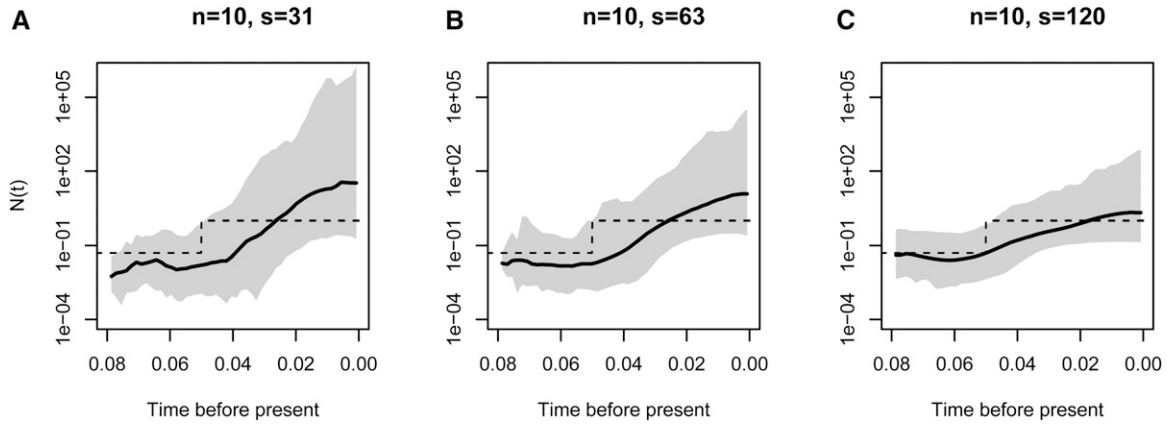 A n=10, s=31
B n=10, s=63
C n=10, s=120
N(t)
1e+05
1e+02
1e-01
1e-04
0.08 0.06 0.04 0.02 0.00
Time before present
1e+05
1e+02
1e-01
1e-04
0.08 0.06 0.04 0.02 0.00
Time before present
1e+05
1e+02
1e-01
1e-04
0.08 0.06 0.04 0.02 0.00
Time before present